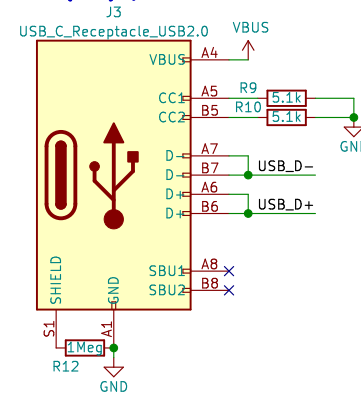 J3
USB_C_Receptacle_USB2.0
VBUS
VBUS
A4
CC1
A5
R9
5.1k
CC2
B5
R10
5.1k
GND
D-
A7
D-
B7
USB_D-
D+
A6
D+
B6
USB_D+
SBU1
A8
SBU2
B8
SHIELD
GND
S1
A1
1Meg
R12
GND